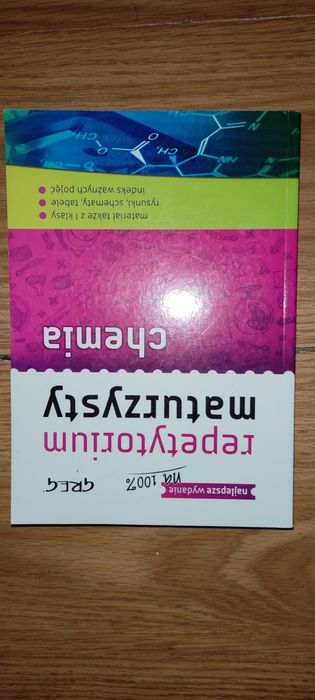 najlepsze wydanie
na 100%
GREG
repetytorium
maturzysty
chemia
materiał także z I klasy
rysunki, schematy, tabele
indeks ważnych pojęć